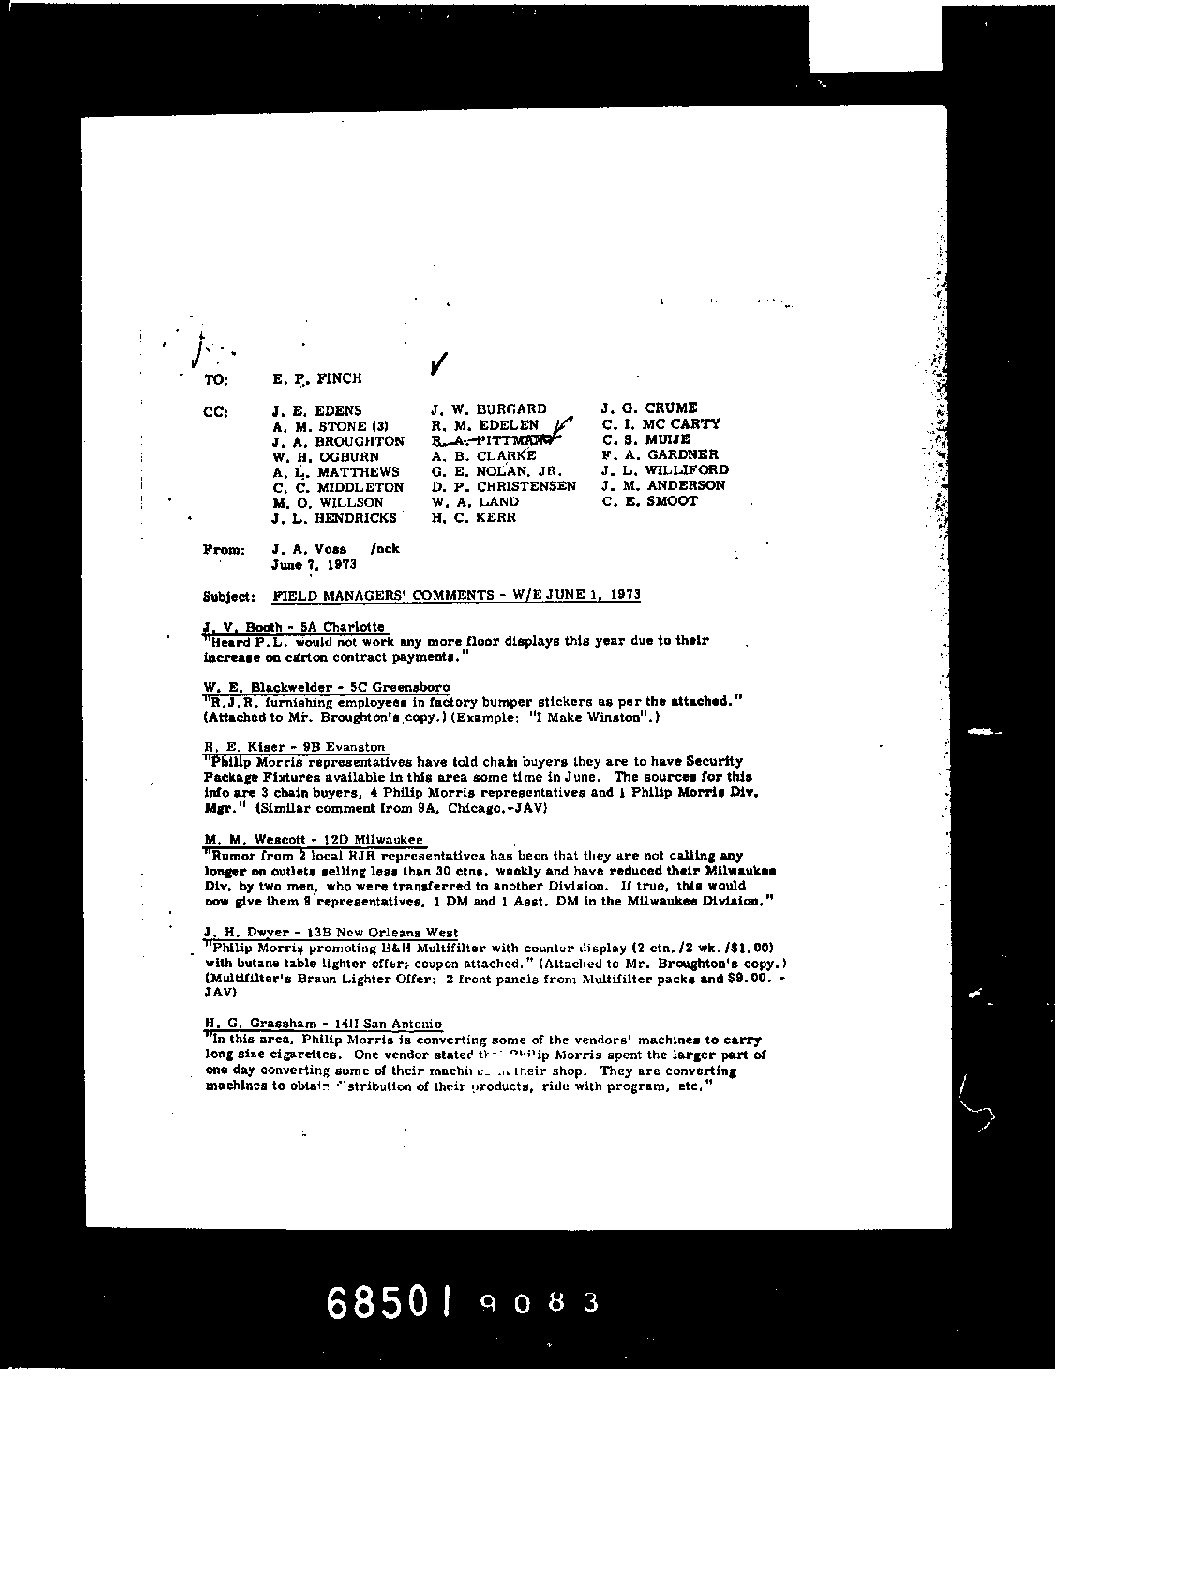 TO: E. P. FINCH
CC: J. E. EDENS J. W. BURGARD J. G. CRUME
A. M. STONE (3) R. M. EDELEN C. I. MC CARTY
J. A. BROUGHTON R. A. PITTMAN C. S. MUIJE
W. H. OGBURN A. B. CLARKE F. A. GARDNER
A. L. MATTHEWS G. E. NOLAN, JR. J. L. WILLIFORD
C. C. MIDDLETON D. P. CHRISTENSEN J. M. ANDERSON
M. O. WILLSON W. A. LAND C. E. SMOOT
J. L. HENDRICKS H. C. KERR
From: J. A. Voss /nck
June 7, 1973
Subject: FIELD MANAGERS' COMMENTS - W/E JUNE 1, 1973
J. V. Booth - 5A Charlotte
"Heard P.L. would not work any more floor displays this year due to their
increase on carton contract payments."
W. E. Blackwelder - 5C Greensboro
"R.J.R. furnishing employees in factory bumper stickers as per the attached."
(Attached to Mr. Broughton's copy.) (Example: "I Make Winston".)
R. E. Kiser - 9B Evanston
"Philip Morris representatives have told chain buyers they are to have Security
Package Fixtures available in this area some time in June. The sources for this
info are 3 chain buyers, 4 Philip Morris representatives and 1 Philip Morris Div.
Mgr." (Similar comment from 9A, Chicago.-JAV)
M. M. Wescott - 12D Milwaukee
"Rumor from 2 local RJR representatives has been that they are not calling any
longer on outlets selling less than 30 ctns. weekly and have reduced their Milwaukee
Div. by two men, who were transferred to another Division. If true, this would
now give them 8 representatives, 1 DM and 1 Asst. DM in the Milwaukee Division."
J. H. Dwyer - 13B New Orleans West
"Philip Morris promoting B&H Multifilter with counter display (2 ctn./2 wk./$1.00)
with butane table lighter offer; coupon attached." (Attached to Mr. Broughton's copy.)
(Multifilter's Braun Lighter Offer: 2 front panels from Multifilter packs and $9.00. -
JAV)
H. G. Grassham - 14H San Antonio
"In this area, Philip Morris is converting some of the vendors' machines to carry
long size cigarettes. One vendor stated Philip Morris spent the larger part of
one day converting some of their their shop. They are converting
machines to obtain of their products, ride with program, etc."
68501 9083